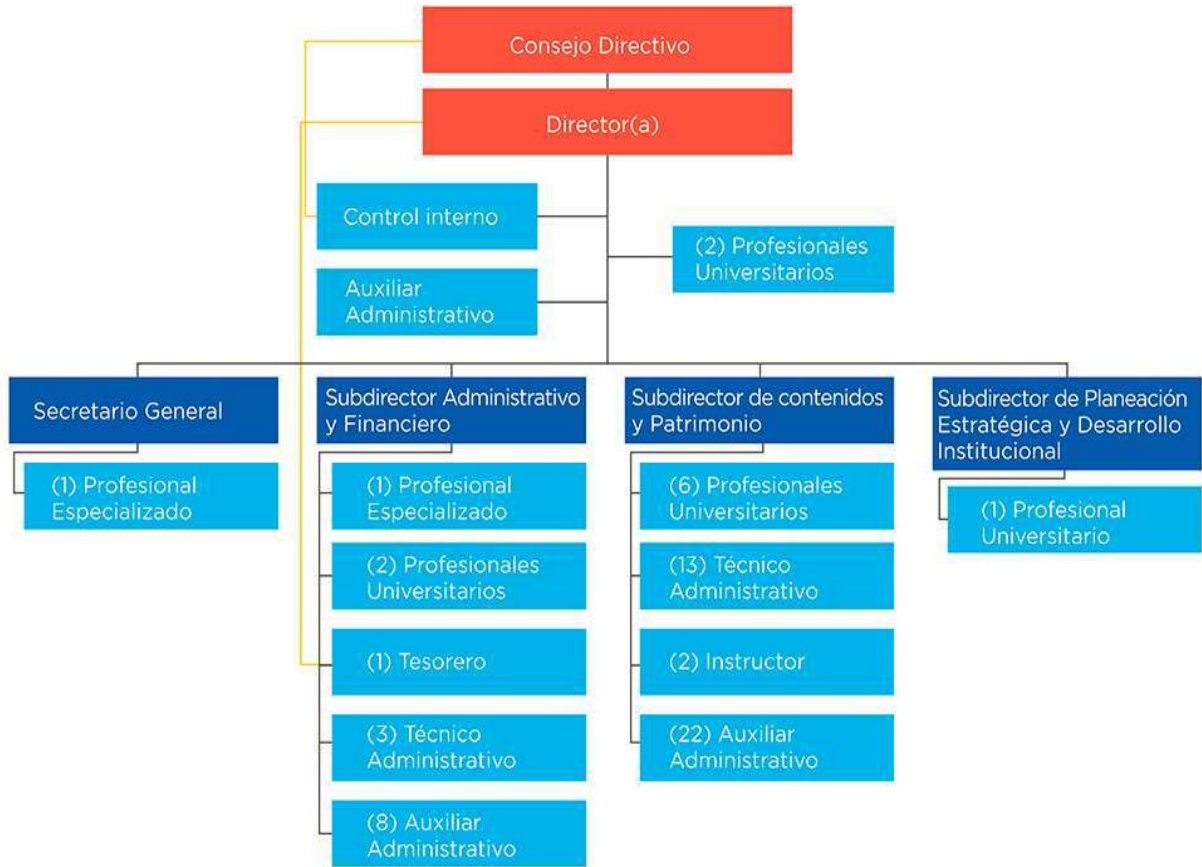 Consejo Directivo
Director(a)
Control interno
(2) Profesionales
Universitarios
Auxiliar
Administrativo
Secretario General
Subdirector Administrativo
y Financiero
Subdirector de contenidos
y Patrimonio
Subdirector de Planeación
Estratégica y Desarrollo
Institucional
(1) Profesional
Especializado
(1) Profesional
Especializado
(2) Profesionales
Universitarios
(1) Tesorero
(3) Técnico
Administrativo
(8) Auxiliar
Administrativo
(6) Profesionales
Universitarios
(13) Técnico
Administrativo
(2) Instructor
(22) Auxiliar
Administrativo
(1) Profesional
Universitario